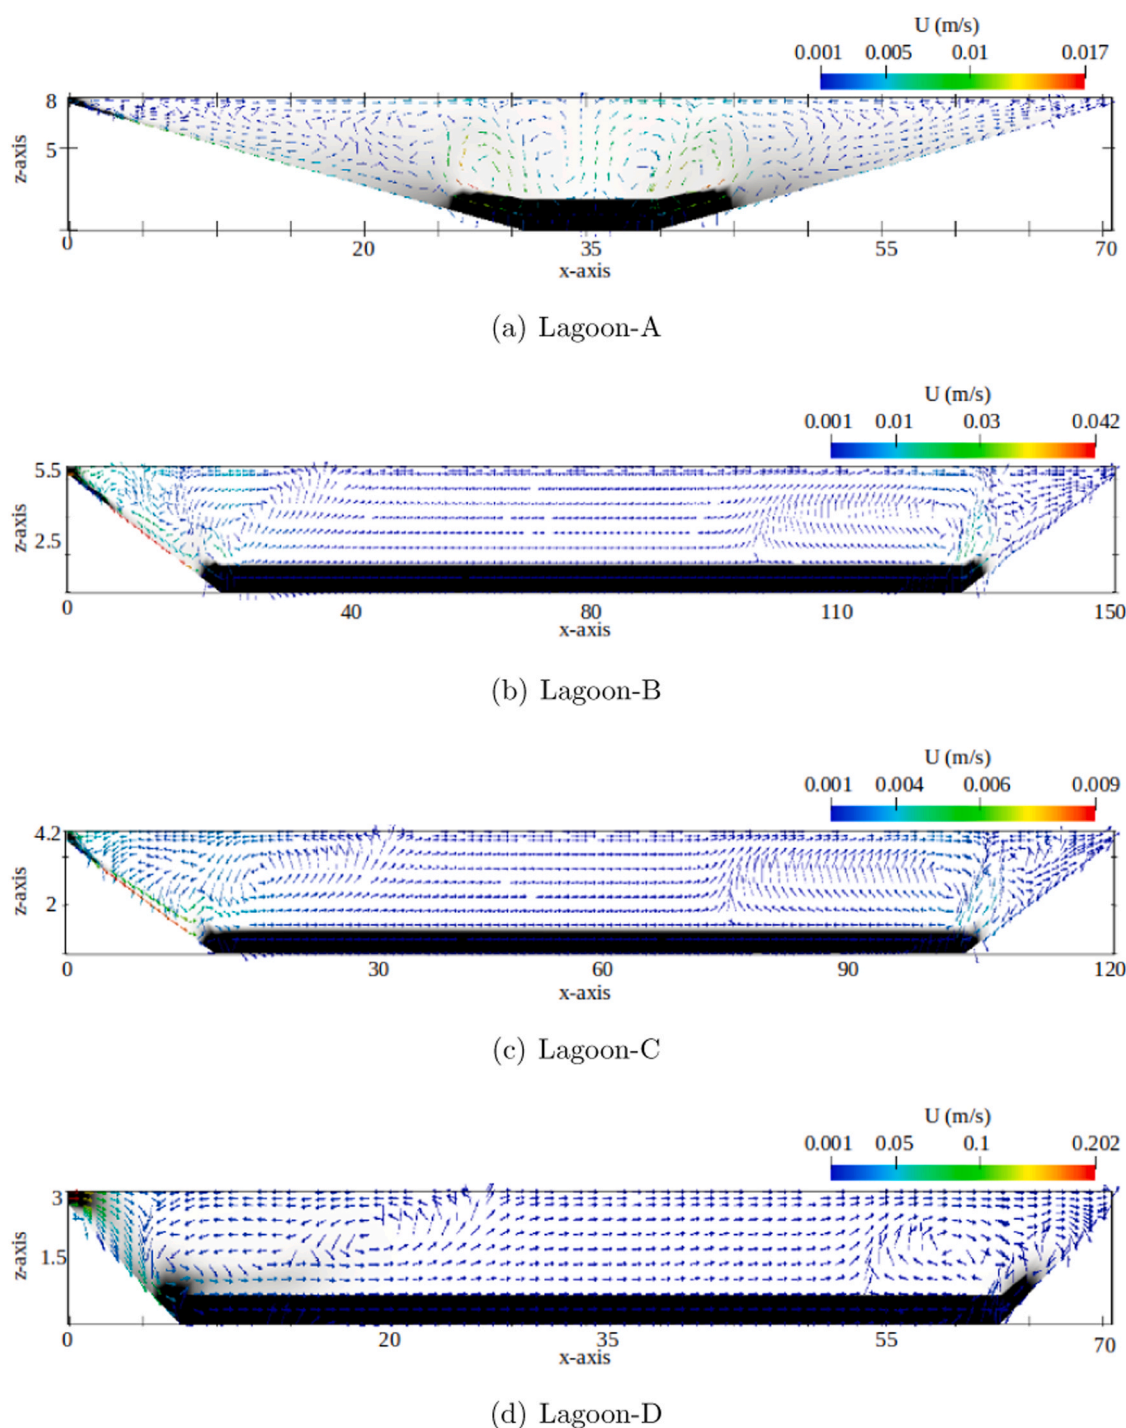 U (m/s)
0.001 0.005 0.01 0.017
8
5
z-axis
0 20 35 55 70
x-axis
(a) Lagoon-A
U (m/s)
0.001 0.01 0.03 0.042
5.5
2.5
z-axis
0 40 80 110 150
x-axis
(b) Lagoon-B
U (m/s)
0.001 0.004 0.006 0.009
4.2
2
z-axis
0 30 60 90 120
x-axis
(c) Lagoon-C
U (m/s)
0.001 0.05 0.1 0.202
3
1.5
z-axis
0 20 35 55 70
x-axis
(d) Lagoon-D